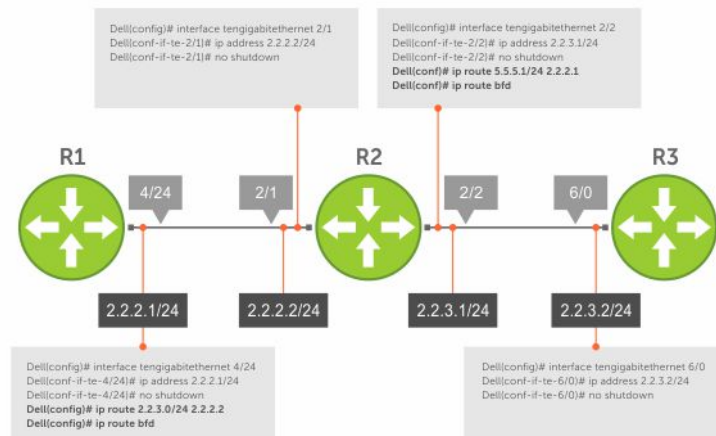 Dell(config)# interface tengigabitethernet 2/1
Dell(conf-if-te-2/1)# ip address 2.2.2.2/24
Dell(conf-if-te-2/1)# no shutdown
Dell(config)# interface tengigabitethernet 2/2
Dell(conf-if-te-2/2)# ip address 2.2.3.1/24
Dell(conf-if-te-2/2)# no shutdown
Dell(conf)# ip route 5.5.5.1/24 2.2.2.1
Dell(conf)# ip route bfd
R1
R2
R3
4/24
2/1
2/2
6/0
2.2.2.1/24
2.2.2.2/24
2.2.3.1/24
2.2.3.2/24
Dell(config)# interface tengigabitethernet 4/24
Dell(conf-if-te-4/24)# ip address 2.2.2.1/24
Dell(conf-if-te-4/24)# no shutdown
Dell(config)# ip route 2.2.3.0/24 2.2.2.2
Dell(config)# ip route bfd
Dell(config)# interface tengigabitethernet 6/0
Dell(conf-if-te-6/0)# ip address 2.2.3.2/24
Dell(conf-if-te-6/0)# no shutdown